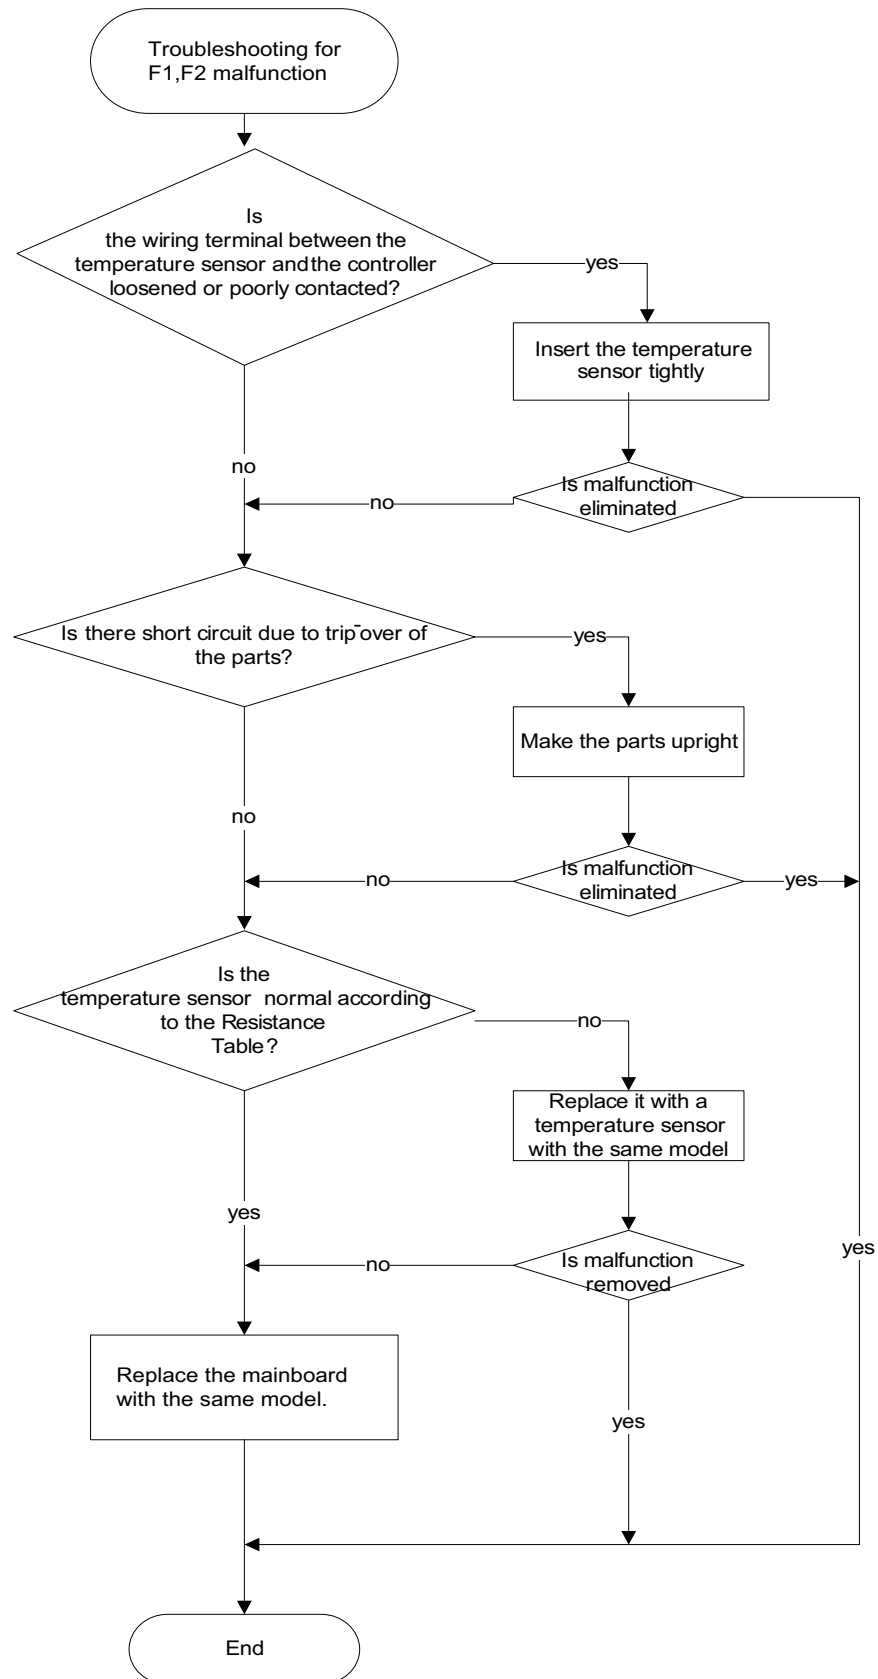 Troubleshooting for
F1,F2 malfunction
Is
the wiring terminal between the
temperature sensor and the controller
loosened or poorly contacted?
yes
Insert the temperature
sensor tightly
no
Is malfunction
eliminated
no
Is there short circuit due to trip-over of
the parts?
yes
Make the parts upright
no
Is malfunction
eliminated
no
yes
Is the
temperature sensor normal according
to the Resistance
Table?
no
Replace it with a
temperature sensor
with the same model
yes
Is malfunction
removed
no
yes
Replace the mainboard
with the same model.
yes
End